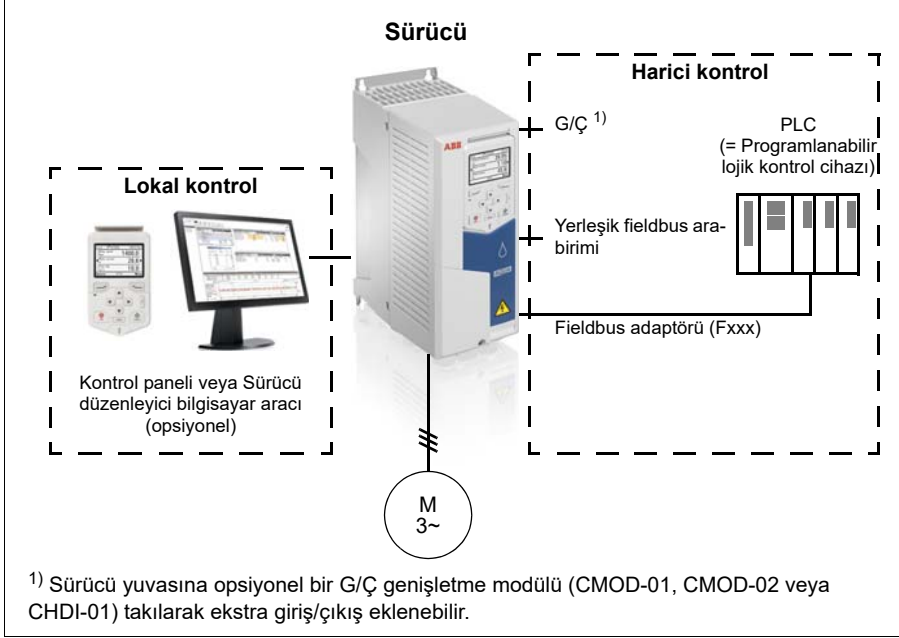 Sürücü
Harici kontrol
G/Ç 1)
PLC
(= Programlanabilir
lojik kontrol cihazı)
ABB
Lokal kontrol
Yerleşik fieldbus ara-
birimi
Fieldbus adaptörü (Fxxx)
Kontrol paneli veya Sürücü
düzenleyici bilgisayar aracı
(opsiyonel)
M
3~
1) Sürücü yuvasına opsiyonel bir G/Ç genişletme modülü (CMOD-01, CMOD-02 veya
CHDI-01) takılarak ekstra giriş/çıkış eklenebilir.